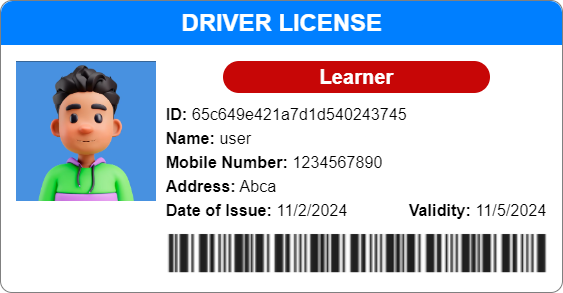 DRIVER LICENSE
Learner
ID: 65c649e421a7d1d540243745
Name: user
Mobile Number: 1234567890
Address: Abca
Date of Issue: 11/2/2024 Validity: 11/5/2024